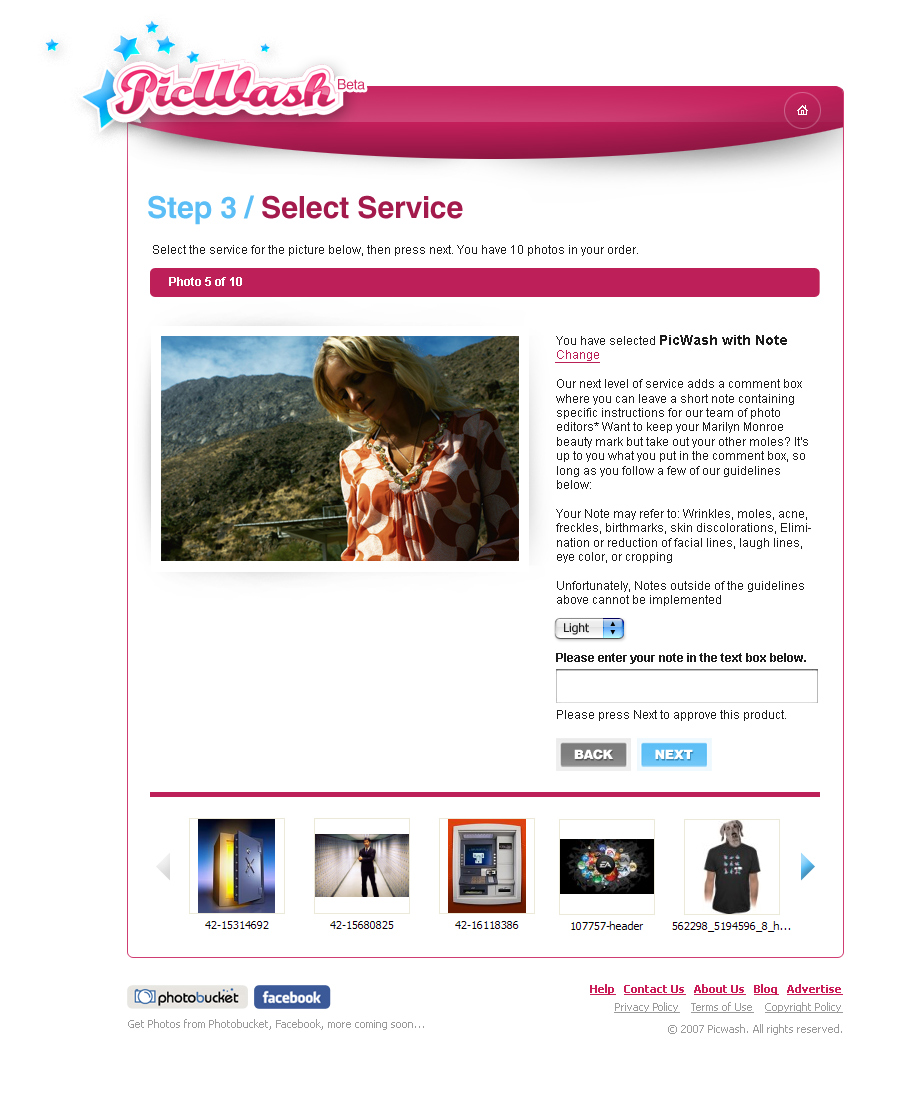 PicWash Beta
Step 3 / Select Service
Select the service for the picture below, then press next. You have 10 photos in your order.
Photo 5 of 10
You have selected PicWash with Note
Change
Our next level of service adds a comment box
where you can leave a short note containing
specific instructions for our team of photo
editors* Want to keep your Marilyn Monroe
beauty mark but take out your other moles? It's
up to you what you put in the comment box, so
long as you follow a few of our guidelines
below:
Your Note may refer to: Wrinkles, moles, acne,
freckles, birthmarks, skin discolorations, Elimi-
nation or reduction of facial lines, laugh lines,
eye color, or cropping
Unfortunately, Notes outside of the guidelines
above cannot be implemented
Light
Please enter your note in the text box below.
Please press Next to approve this product.
BACK NEXT
EA
42-15314692 42-15680825 42-16118386 107757-header 562298_5194596_8_h...
photobucket facebook
Help Contact Us About Us Blog Advertise
Privacy Policy Terms of Use Copyright Policy
Get Photos from Photobucket, Facebook, more coming soon...
© 2007 Picwash. All rights reserved.